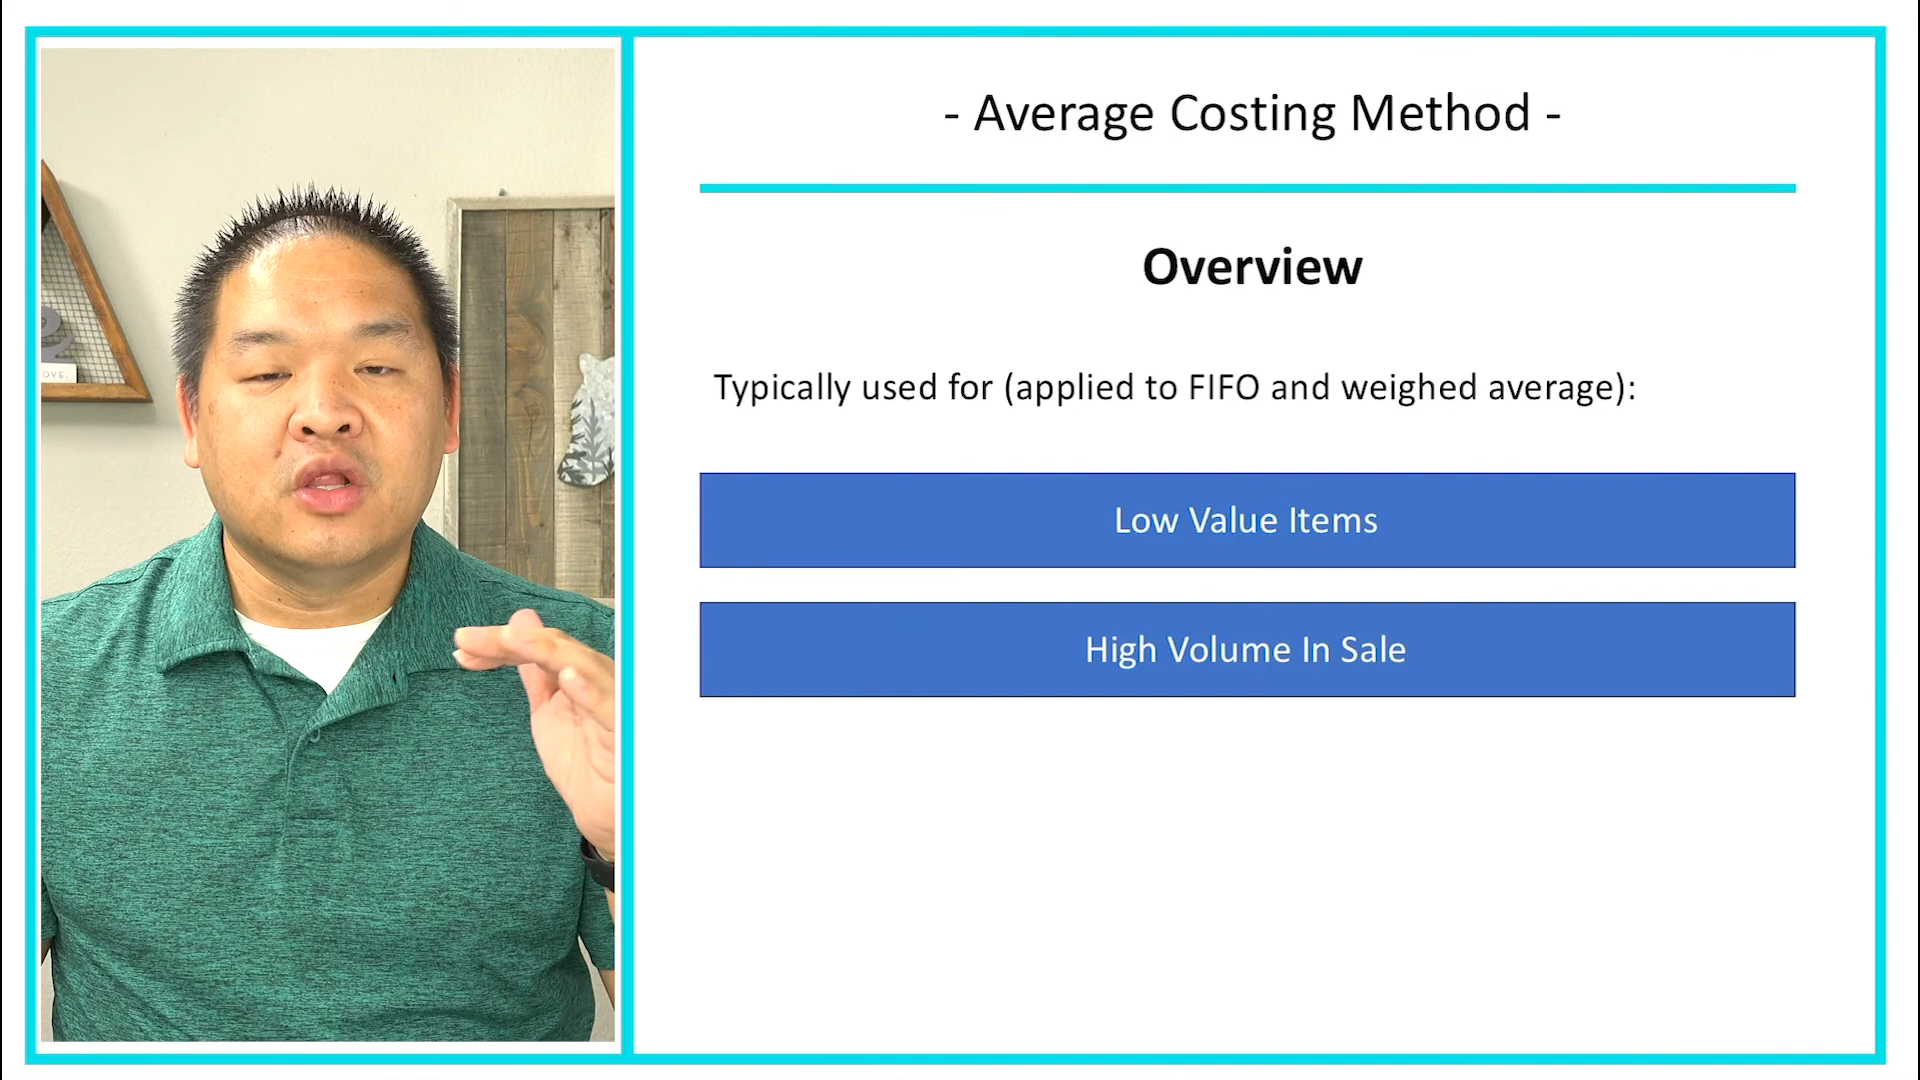 - Average Costing Method -
Overview
Typically used for (applied to FIFO and weighed average):
Low Value Items
High Volume In Sale
OVE.